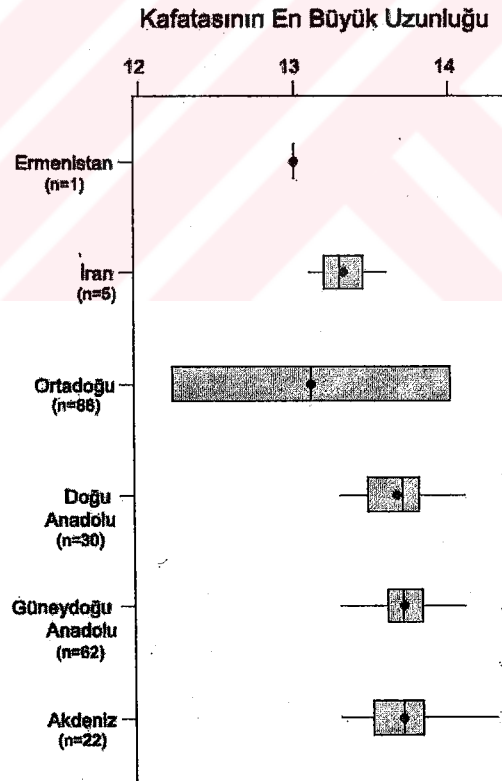 Kafatasının En Büyük Uzunluğu
12 13 14
Ermenistan
(n=1)
İran
(n=5)
Ortadoğu
(n=88)
Doğu
Anadolu
(n=30)
Güneydoğu
Anadolu
(n=62)
Akdeniz
(n=22)